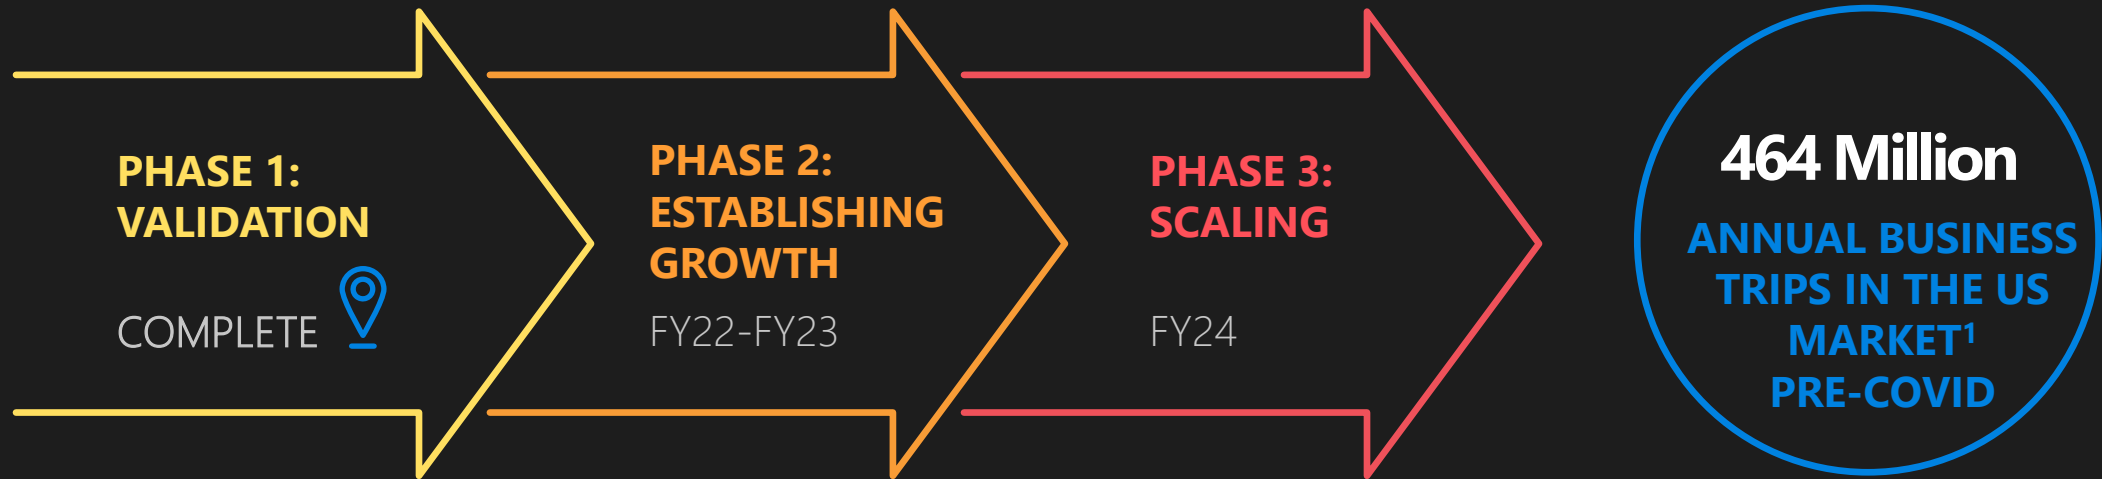 PHASE 1:
VALIDATION
COMPLETE
PHASE 2:
ESTABLISHING
GROWTH
FY22-FY23
PHASE 3:
SCALING
FY24
464 Million
ANNUAL BUSINESS
TRIPS IN THE US
MARKET¹
PRE-COVID